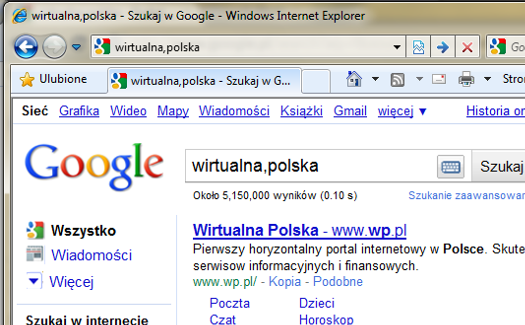 wirtualna,polska - Szukaj w Google - Windows Internet Explorer
wirtualna,polska
Go
Ulubione
wirtualna,polska - Szukaj w G...
Stro
Sieć Grafika Wideo Mapy Wiadomości Książki Gmail więcej ▼ Historia on
Google
wirtualna,polska
Szukaj
Około 5,150,000 wyników (0.10 s)
Szukanie zaawansowan
Wszystko
Wiadomości
Więcej
Szukaj w internecie
Wirtualna Polska - www.wp.pl
Pierwszy horyzontalny portal internetowy w Polsce. Skute
serwisow informacyjnych i finansowych.
www.wp.pl/ - Kopia - Podobne
Poczta Dzieci
Czat Horoskop